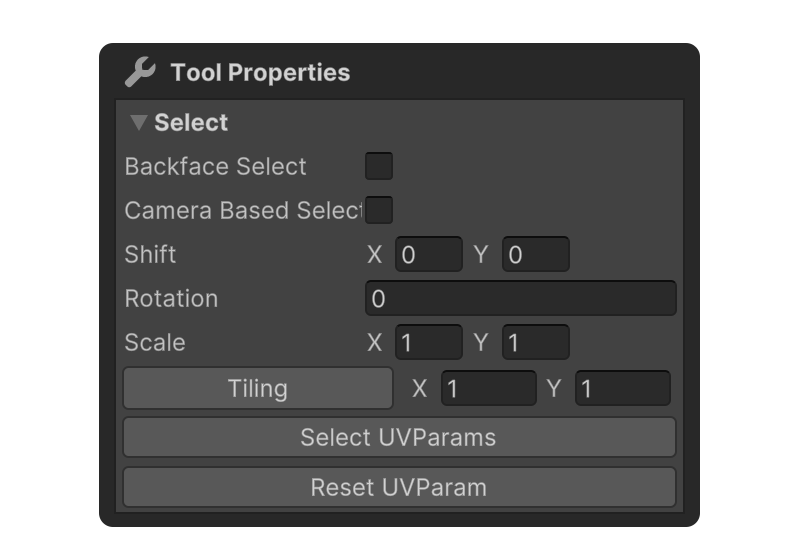 Tool Properties
Select
Backface Select
Camera Based Select
Shift X 0 Y 0
Rotation 0
Scale X 1 Y 1
Tiling X 1 Y 1
Select UVParams
Reset UVParam